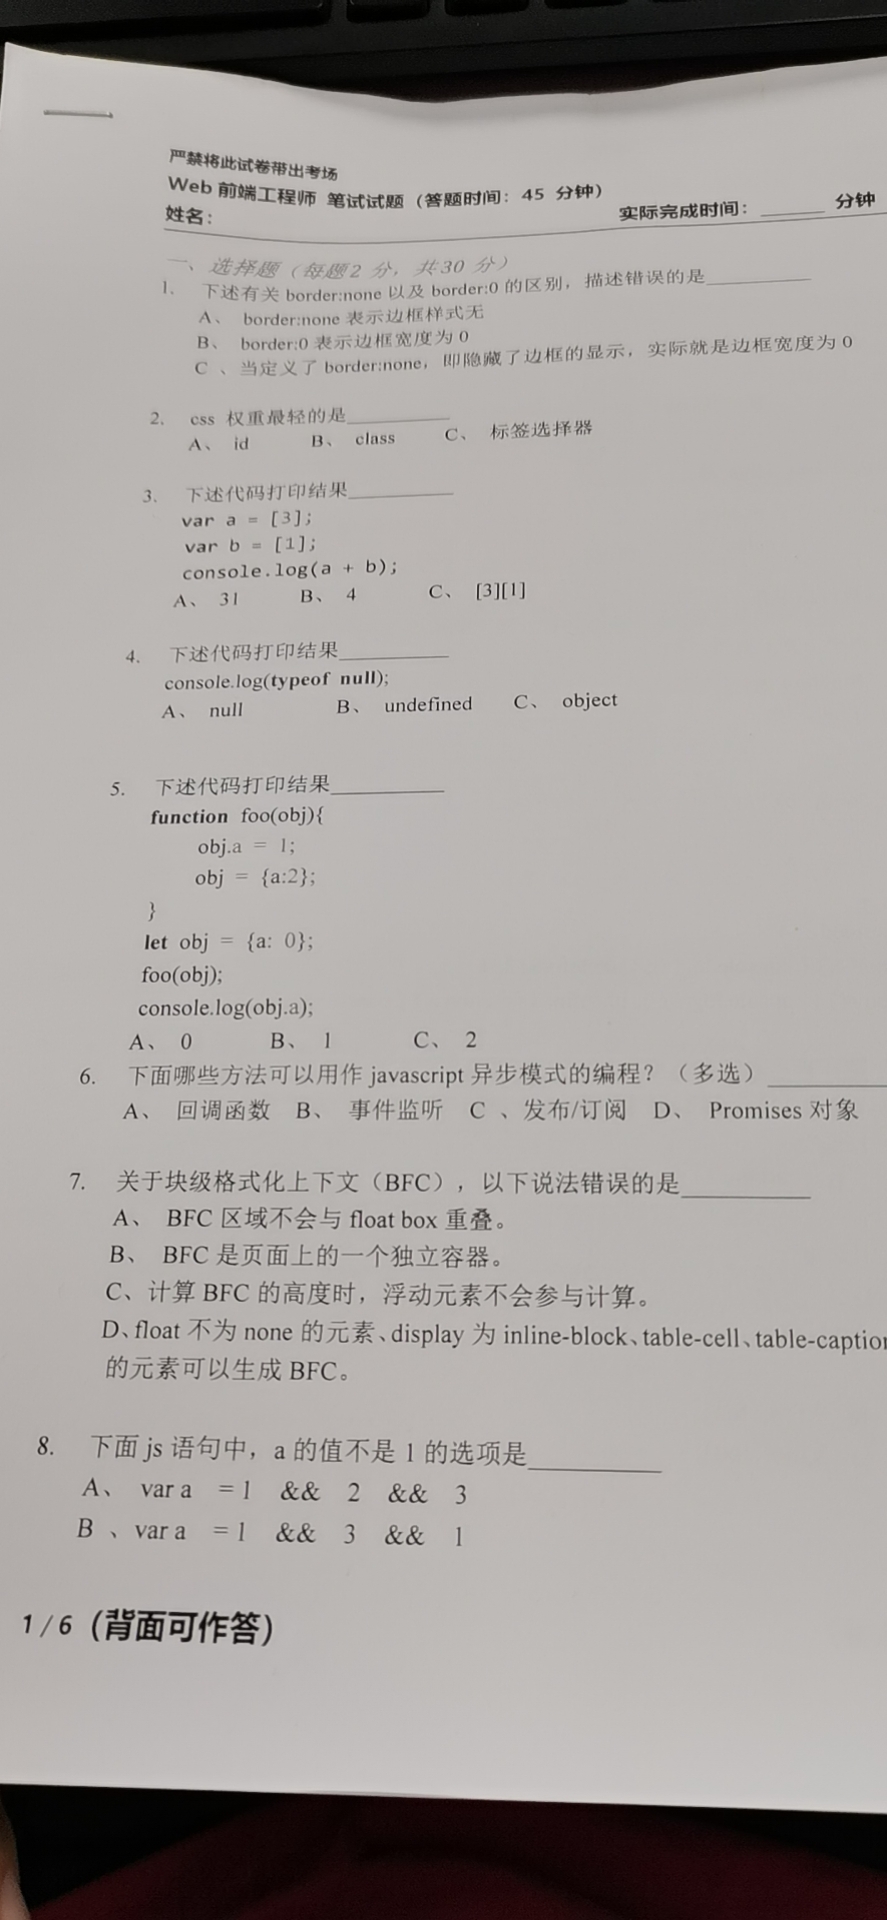 严禁将此试卷带出考场
Web 前端工程师 笔试试题（答题时间：45 分钟）
姓名： 实际完成时间：______ 分钟
一、选择题（每题2 分，共30 分）
1. 下述有关 border:none 以及 border:0 的区别，描述错误的是__________
A、 border:none 表示边框样式无
B、 border:0 表示边框宽度为 0
C 、当定义了 border:none，即隐藏了边框的显示，实际就是边框宽度为 0
2. css 权重最轻的是__________
A、 id B、 class C、 标签选择器
3. 下述代码打印结果__________
var a = [3];
var b = [1];
console.log(a + b);
A、 31 B、 4 C、 [3][1]
4. 下述代码打印结果__________
console.log(typeof null);
A、 null B、 undefined C、 object
5. 下述代码打印结果__________
function foo(obj){
obj.a = 1;
obj = {a:2};
}
let obj = {a: 0};
foo(obj);
console.log(obj.a);
A、 0 B、 1 C、 2
6. 下面哪些方法可以用作 javascript 异步模式的编程？（多选）__________
A、 回调函数 B、 事件监听 C 、发布/订阅 D、 Promises 对象
7. 关于块级格式化上下文（BFC），以下说法错误的是__________
A、 BFC 区域不会与 float box 重叠。
B、 BFC 是页面上的一个独立容器。
C、计算 BFC 的高度时，浮动元素不会参与计算。
D、float 不为 none 的元素、display 为 inline-block、table-cell、table-caption
的元素可以生成 BFC。
8. 下面 js 语句中，a 的值不是 1 的选项是__________
A、 var a =1 && 2 && 3
B 、var a =1 && 3 && 1
1 / 6（背面可作答）